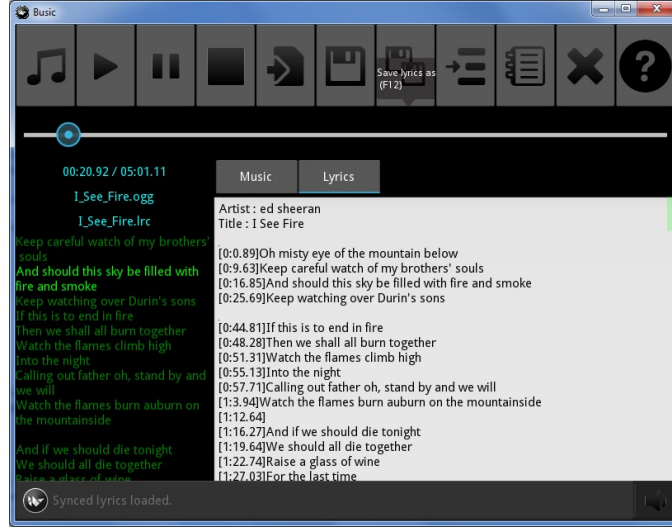 Busic
Save lyrics as
(F12)
00:20.92 / 05:01.11
I_See_Fire.ogg
I_See_Fire.lrc
Keep careful watch of my brothers'
souls
And should this sky be filled with
fire and smoke
Keep watching over Durin's sons
If this is to end in fire
Then we shall all burn together
Watch the flames climb high
Into the night
Calling out father oh, stand by and
we will
Watch the flames burn auburn on
the mountainside
And if we should die tonight
We should all die together
Raise a glass of wine
Music
Lyrics
Artist : ed sheeran
Title : I See Fire
[0:0.89]Oh misty eye of the mountain below
[0:9.63]Keep careful watch of my brothers' souls
[0:16.85]And should this sky be filled with fire and smoke
[0:25.69]Keep watching over Durin's sons
[0:44.81]If this is to end in fire
[0:48.28]Then we shall all burn together
[0:51.31]Watch the flames climb high
[0:55.13]Into the night
[0:57.71]Calling out father oh, stand by and we will
[1:3.94]Watch the flames burn auburn on the mountainside
[1:12.64]
[1:16.27]And if we should die tonight
[1:19.64]We should all die together
[1:22.74]Raise a glass of wine
[1:27.03]For the last time
Synced lyrics loaded.